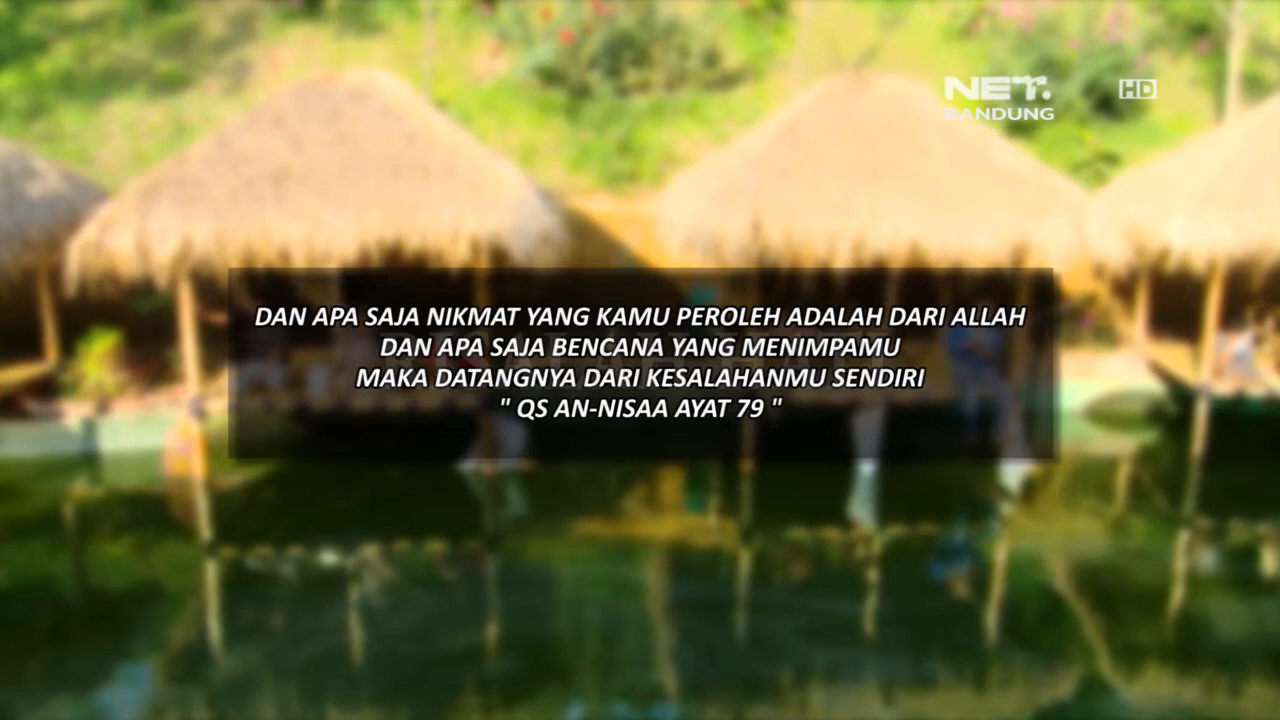 NET.
BANDUNG
HD
DAN APA SAJA NIKMAT YANG KAMU PEROLEH ADALAH DARI ALLAH
DAN APA SAJA BENCANA YANG MENIMPAMU
MAKA DATANGNYA DARI KESALAHANMU SENDIRI
" QS AN-NISAA AYAT 79 "